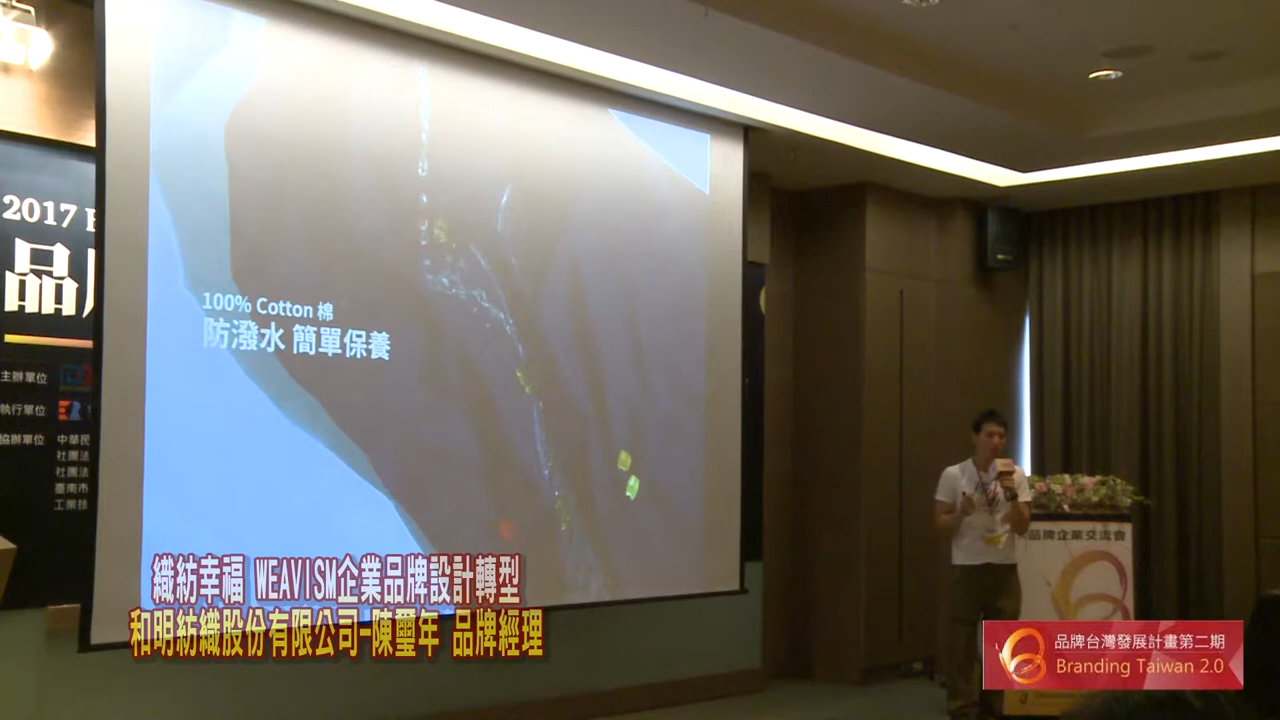 2017
品
主辦單位
執行單位
協辦單位 中華民
社團法
社團法
臺南市
工業技
100% Cotton 棉
防潑水 簡單保養
品牌企業交流會
織紡幸福 WEAVISM企業品牌設計轉型
和明紡織股份有限公司-陳璽年 品牌經理
品牌台灣發展計畫第二期
Branding Taiwan 2.0